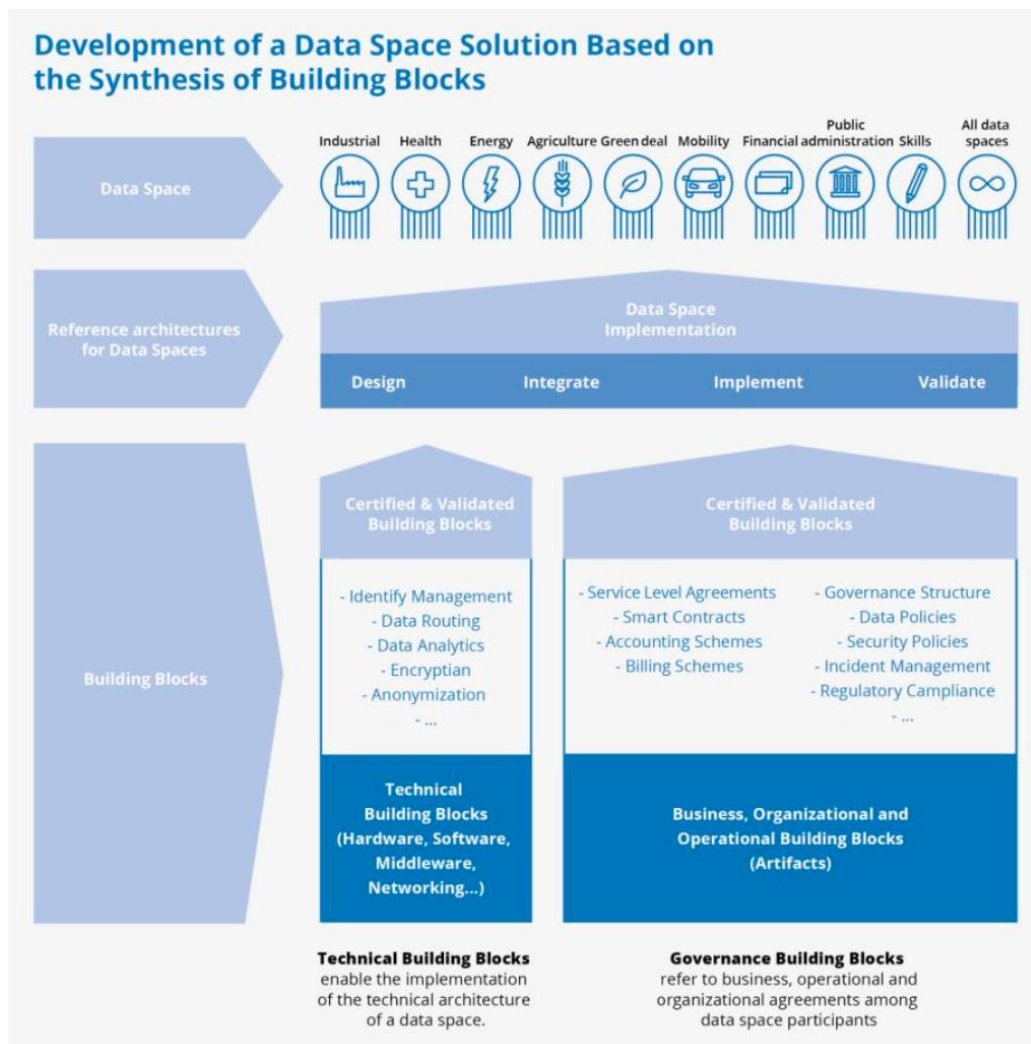 Development of a Data Space Solution Based on
the Synthesis of Building Blocks
Data Space
Industrial
Health
Energy
Agriculture
Green deal
Mobility
Financial
Public
administration
Skills
All data
spaces
Reference architectures
for Data Spaces
Data Space
Implementation
Design
Integrate
Implement
Validate
Building Blocks
Certified & Validated
Building Blocks
- Identify Management
- Data Routing
- Data Analytics
- Encryptian
- Anonymization
- ...
Technical
Building Blocks
(Hardware, Software,
Middleware,
Networking...)
Technical Building Blocks
enable the implementation
of the technical architecture
of a data space.
Certified & Validated
Building Blocks
- Service Level Agreements
- Smart Contracts
- Accounting Schemes
- Billing Schemes
- Governance Structure
- Data Policies
- Security Policies
- Incident Management
- Regulatory Campliance
- ...
Business, Organizational and
Operational Building Blocks
(Artifacts)
Governance Building Blocks
refer to business, operational and
organizational agreements among
data space participants